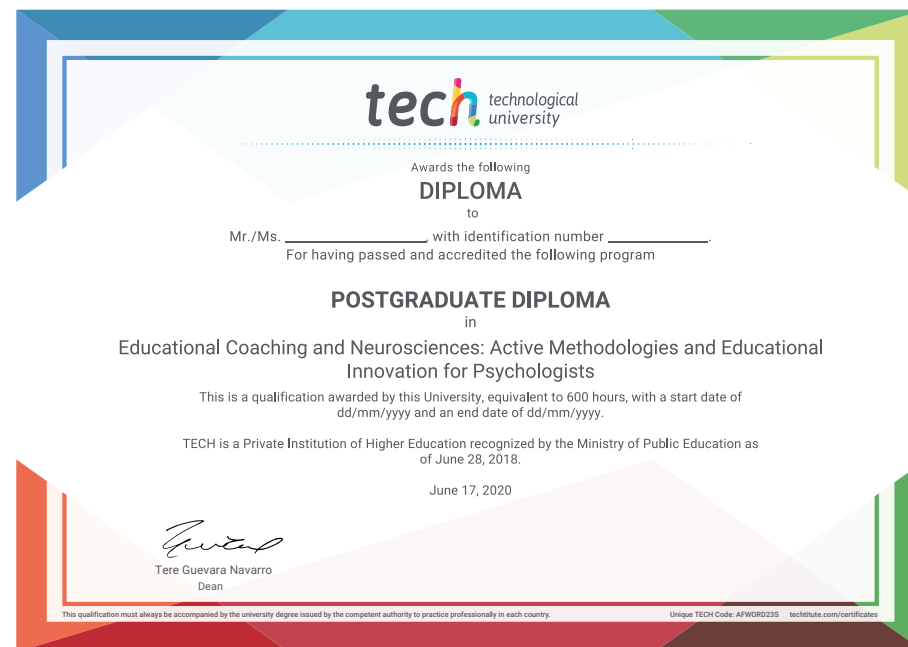 tech technological
university
Awards the following
DIPLOMA
to
Mr./Ms. ____________, with identification number ____________.
For having passed and accredited the following program
POSTGRADUATE DIPLOMA
in
Educational Coaching and Neurosciences: Active Methodologies and Educational
Innovation for Psychologists
This is a qualification awarded by this University, equivalent to 600 hours, with a start date of
dd/mm/yyyy and an end date of dd/mm/yyyy.
TECH is a Private Institution of Higher Education recognized by the Ministry of Public Education as
of June 28, 2018.
June 17, 2020
Tere Guevara Navarro
Dean
This qualification must always be accompanied by the university degree issued by the competent authority to practice professionally in each country. Unique TECH Code: AFWORD23S techtitute.com/certificates